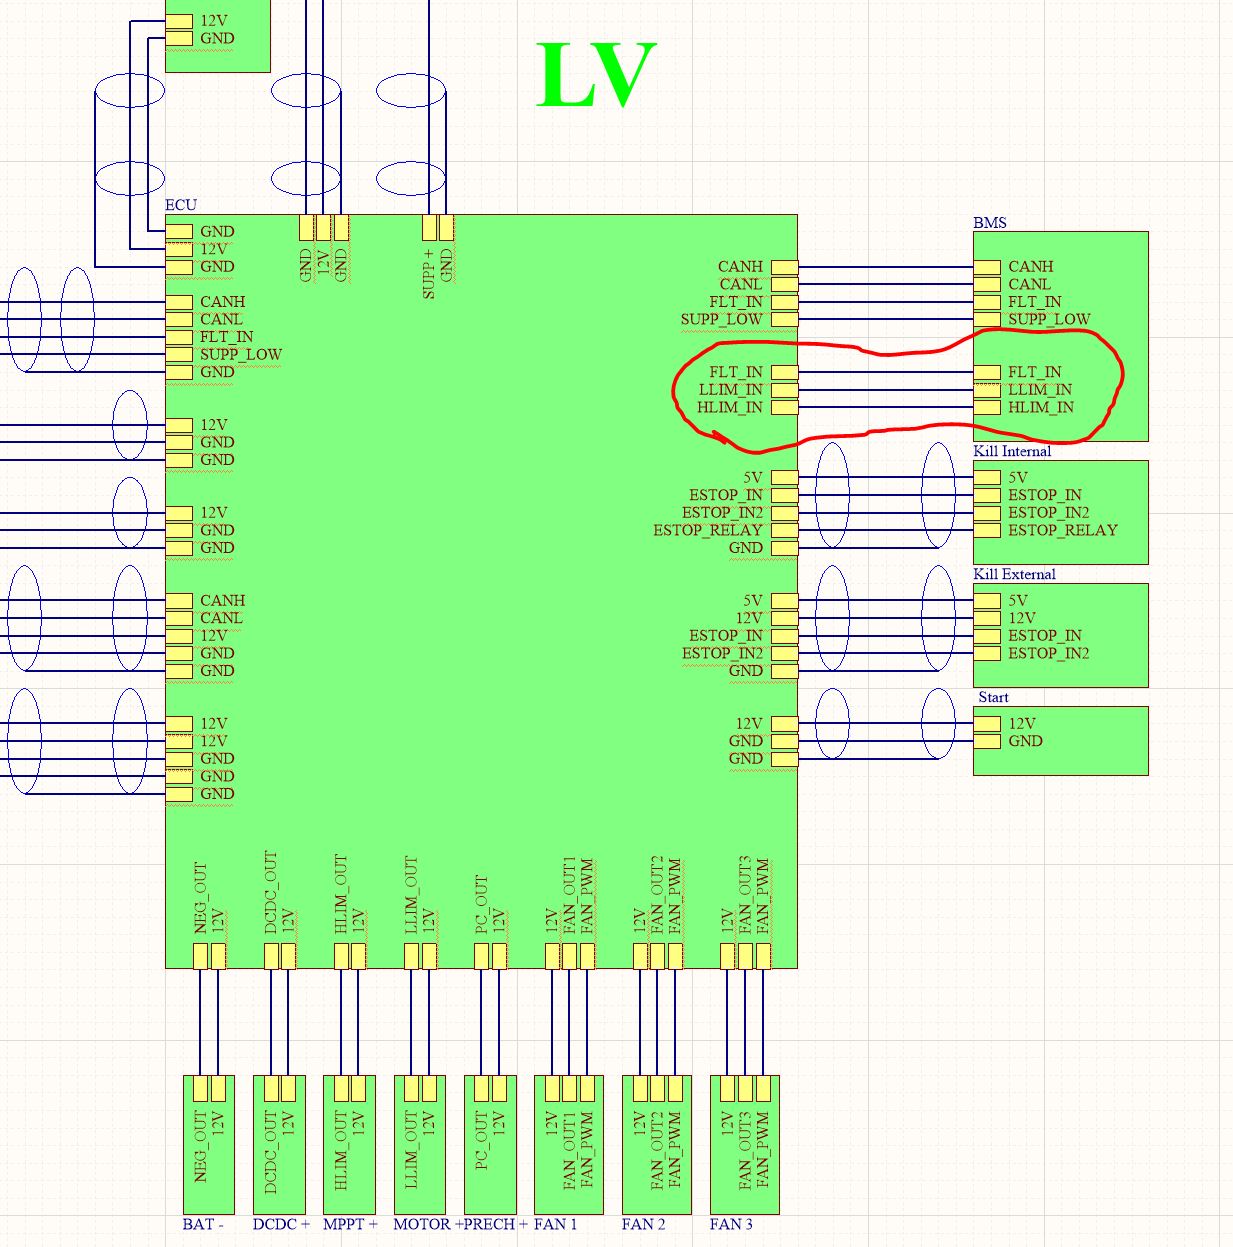 12V
GND
LV
ECU
GND
12V
GND
GND
12V
GND
SUPP +
GND
CANH
CANL
FLT_IN
SUPP_LOW
GND
12V
GND
GND
12V
GND
GND
CANH
CANL
12V
GND
GND
12V
12V
GND
GND
GND
CANH
CANL
FLT_IN
SUPP_LOW
FLT_IN
LLIM_IN
HLIM_IN
5V
ESTOP_IN
ESTOP_IN2
ESTOP_RELAY
GND
5V
12V
ESTOP_IN
ESTOP_IN2
GND
12V
GND
GND
BMS
CANH
CANL
FLT_IN
SUPP_LOW
FLT_IN
LLIM_IN
HLIM_IN
Kill Internal
5V
ESTOP_IN
ESTOP_IN2
ESTOP_RELAY
Kill External
5V
12V
ESTOP_IN
ESTOP_IN2
Start
12V
GND
NEG_OUT
12V
DCDC_OUT
12V
HLIM_OUT
12V
LLIM_OUT
12V
PC_OUT
12V
12V
FAN_OUT1
FAN_PWM
12V
FAN_OUT2
FAN_PWM
12V
FAN_OUT3
FAN_PWM
NEG_OUT
12V
DCDC_OUT
12V
HLIM_OUT
12V
LLIM_OUT
12V
PC_OUT
12V
12V
FAN_OUT1
FAN_PWM
12V
FAN_OUT2
FAN_PWM
12V
FAN_OUT3
FAN_PWM
BAT -
DCDC +
MPPT +
MOTOR +
PRECH +
FAN 1
FAN 2
FAN 3